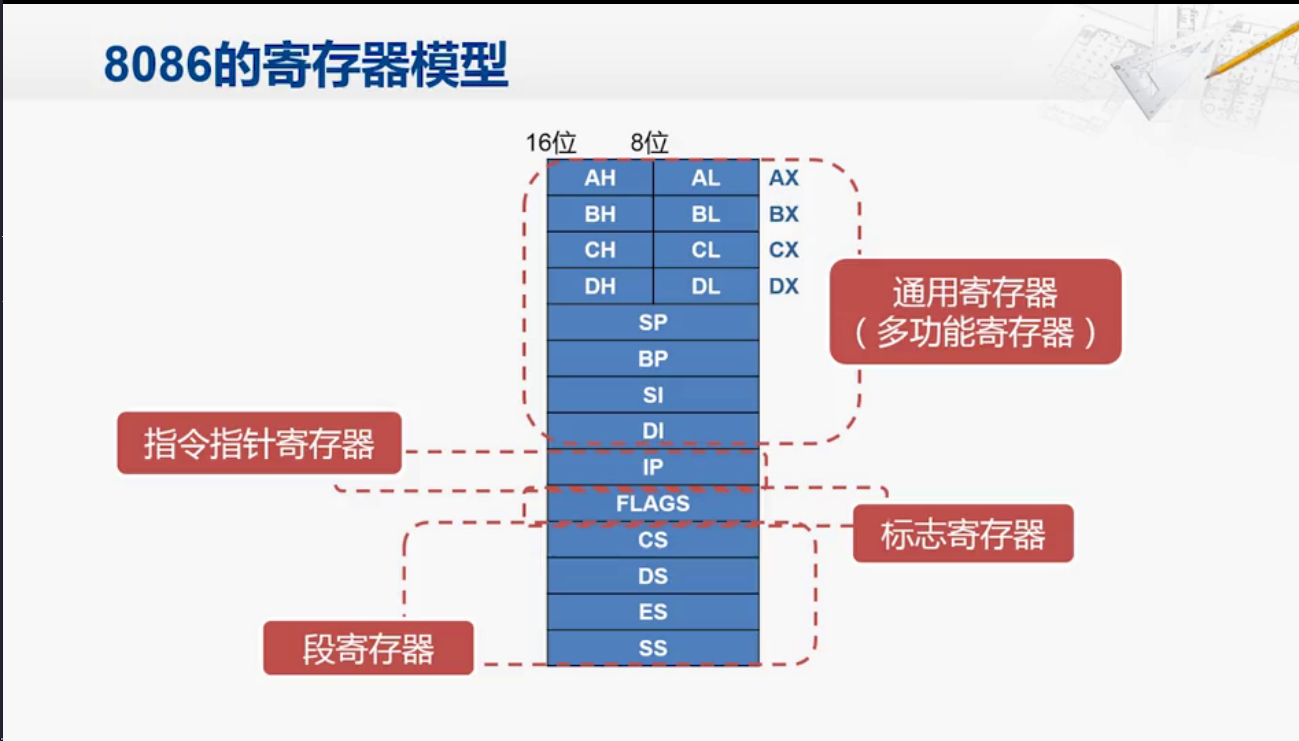 8086的寄存器模型
16位 8位
AH AL AX
BH BL BX
CH CL CX
DH DL DX
通用寄存器
（多功能寄存器）
SP
BP
SI
DI
指令指针寄存器
IP
FLAGS
标志寄存器
CS
DS
ES
段寄存器
SS